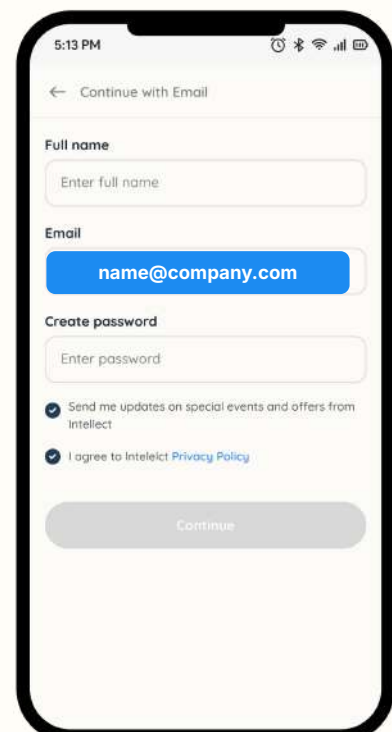 5:13 PM
Continue with Email
Full name
Enter full name
Email
name@company.com
Create password
Enter password
Send me updates on special events and offers from
Intellect
I agree to Intelelct Privacy Policy
Continue